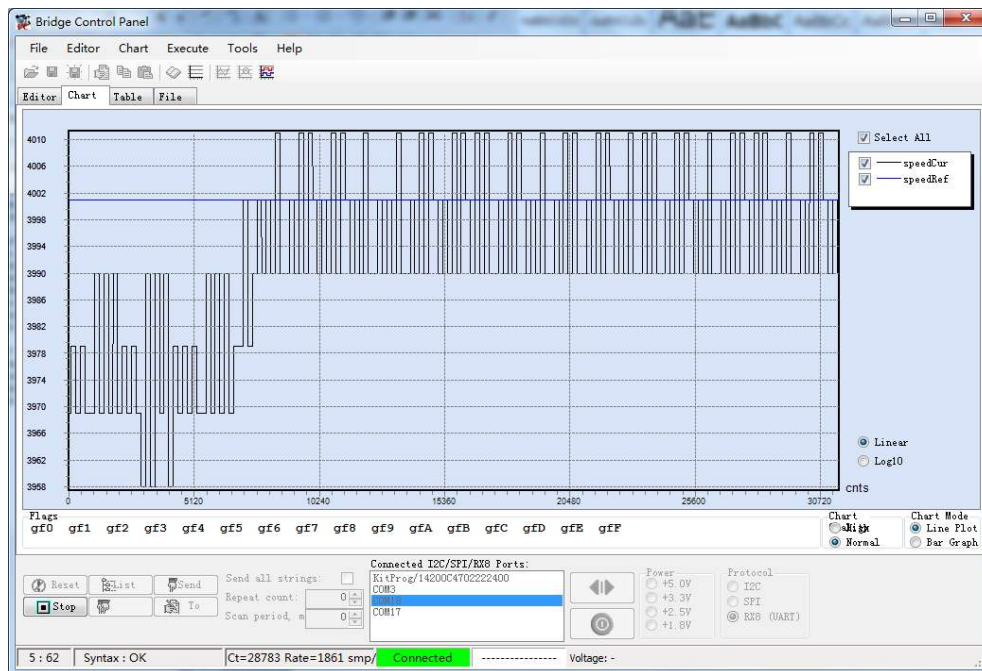 Bridge Control Panel
File Editor Chart Execute Tools Help
Editor Chart Table File
4010
4006
4002
3998
3994
3990
3986
3982
3978
3974
3970
3966
3962
3958
0 5120 10240 15360 20480 25600 30720 cnts
Select All
speedCur
speedRef
Linear
Log10
Flags
gf0 gf1 gf2 gf3 gf4 gf5 gf6 gf7 gf8 gf9 gfA gfB gfC gfD gfE gfF
Chart
Normal
Chart Mode
Line Plot
Bar Graph
Reset List Send
Stop To
Send all strings:
Repeat count: 0
Scan period, m 0
Connected I2C/SPI/RX8 Ports:
KitProg/14200C4702222400
COM3
COM17
Power
+5.0V
+3.3V
+2.5V
+1.8V
Protocol
I2C
SPI
RX8 (UART)
5 : 62 Syntax : OK Ct=28783 Rate=1861 smp/ Connected --------------- Voltage: -